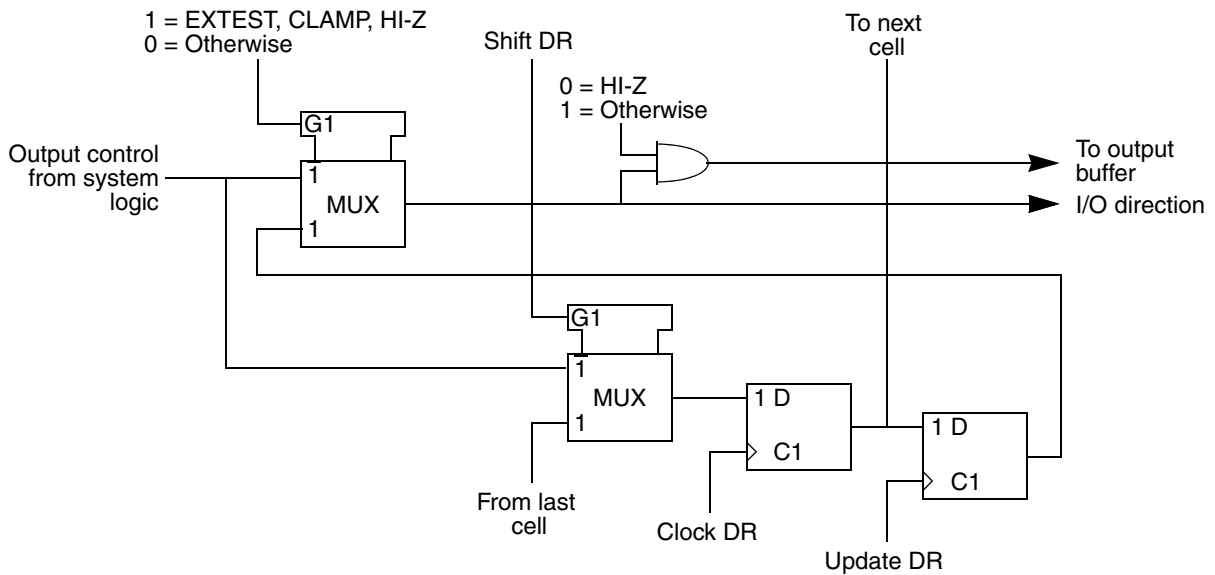 1 = EXTEST, CLAMP, HI-Z
0 = Otherwise
Shift DR
To next
cell
0 = HI-Z
1 = Otherwise
G1
Output control
from system
logic
1
MUX
1
To output
buffer
I/O direction
G1
1
MUX
1
1 D
C1
1 D
C1
From last
cell
Clock DR
Update DR